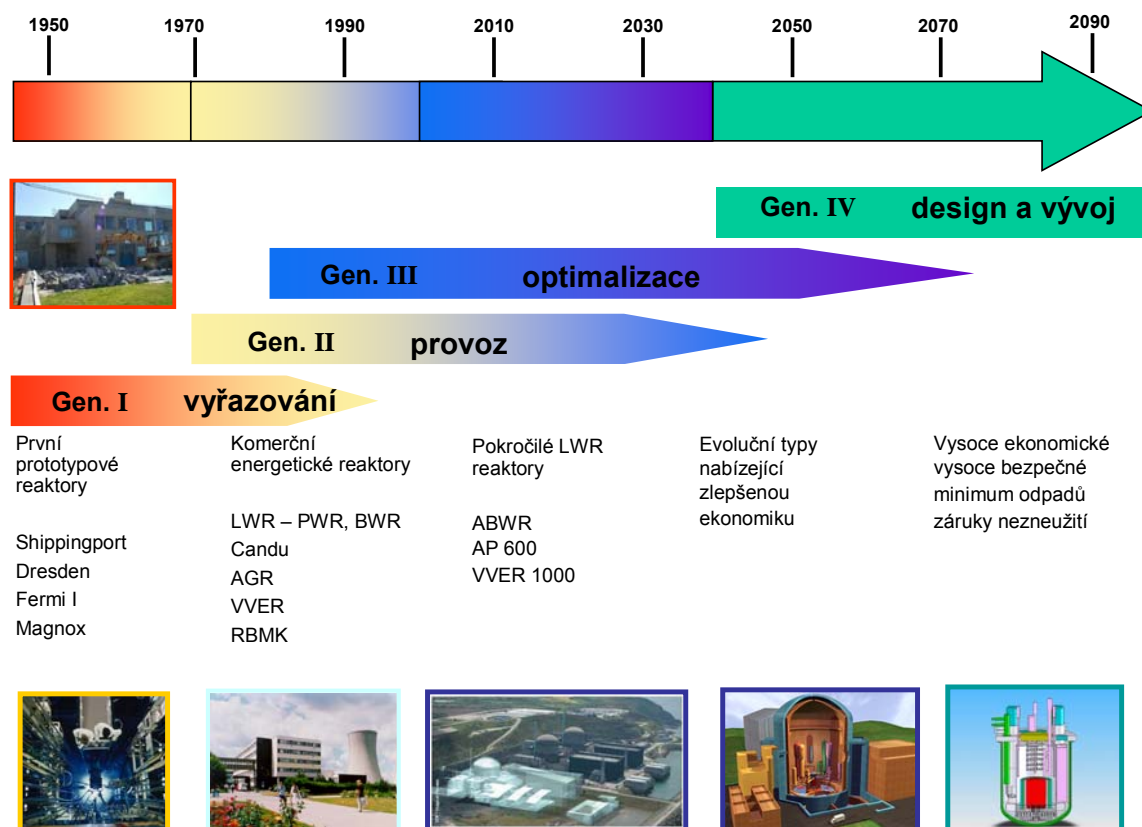 1950 1970 1990 2010 2030 2050 2070 2090
Gen. IV design a vývoj
Gen. III optimalizace
Gen. II provoz
Gen. I vyřazování
První
prototypové
reaktory
Shippingport
Dresden
Fermi I
Magnox
Komerční
energetické reaktory
LWR – PWR, BWR
Candu
AGR
VVER
RBMK
Pokročilé LWR
reaktory
ABWR
AP 600
VVER 1000
Evoluční typy
nabízející
zlepšenou
ekonomiku
Vysoce ekonomické
vysoce bezpečné
minimum odpadů
záruky nezneužití